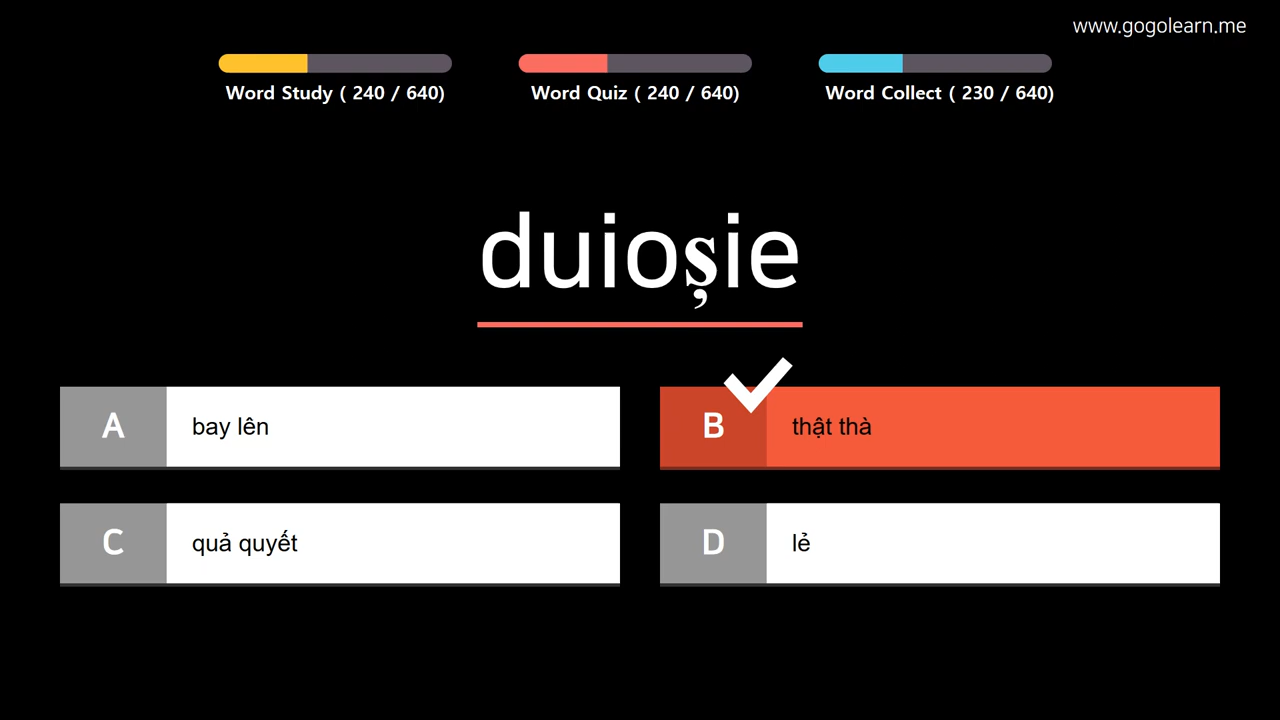 www.gogolearn.me
Word Study ( 240 / 640)
Word Quiz ( 240 / 640)
Word Collect ( 230 / 640)
duioșie
A bay lên
B thật thà
C quả quyết
D lẻ